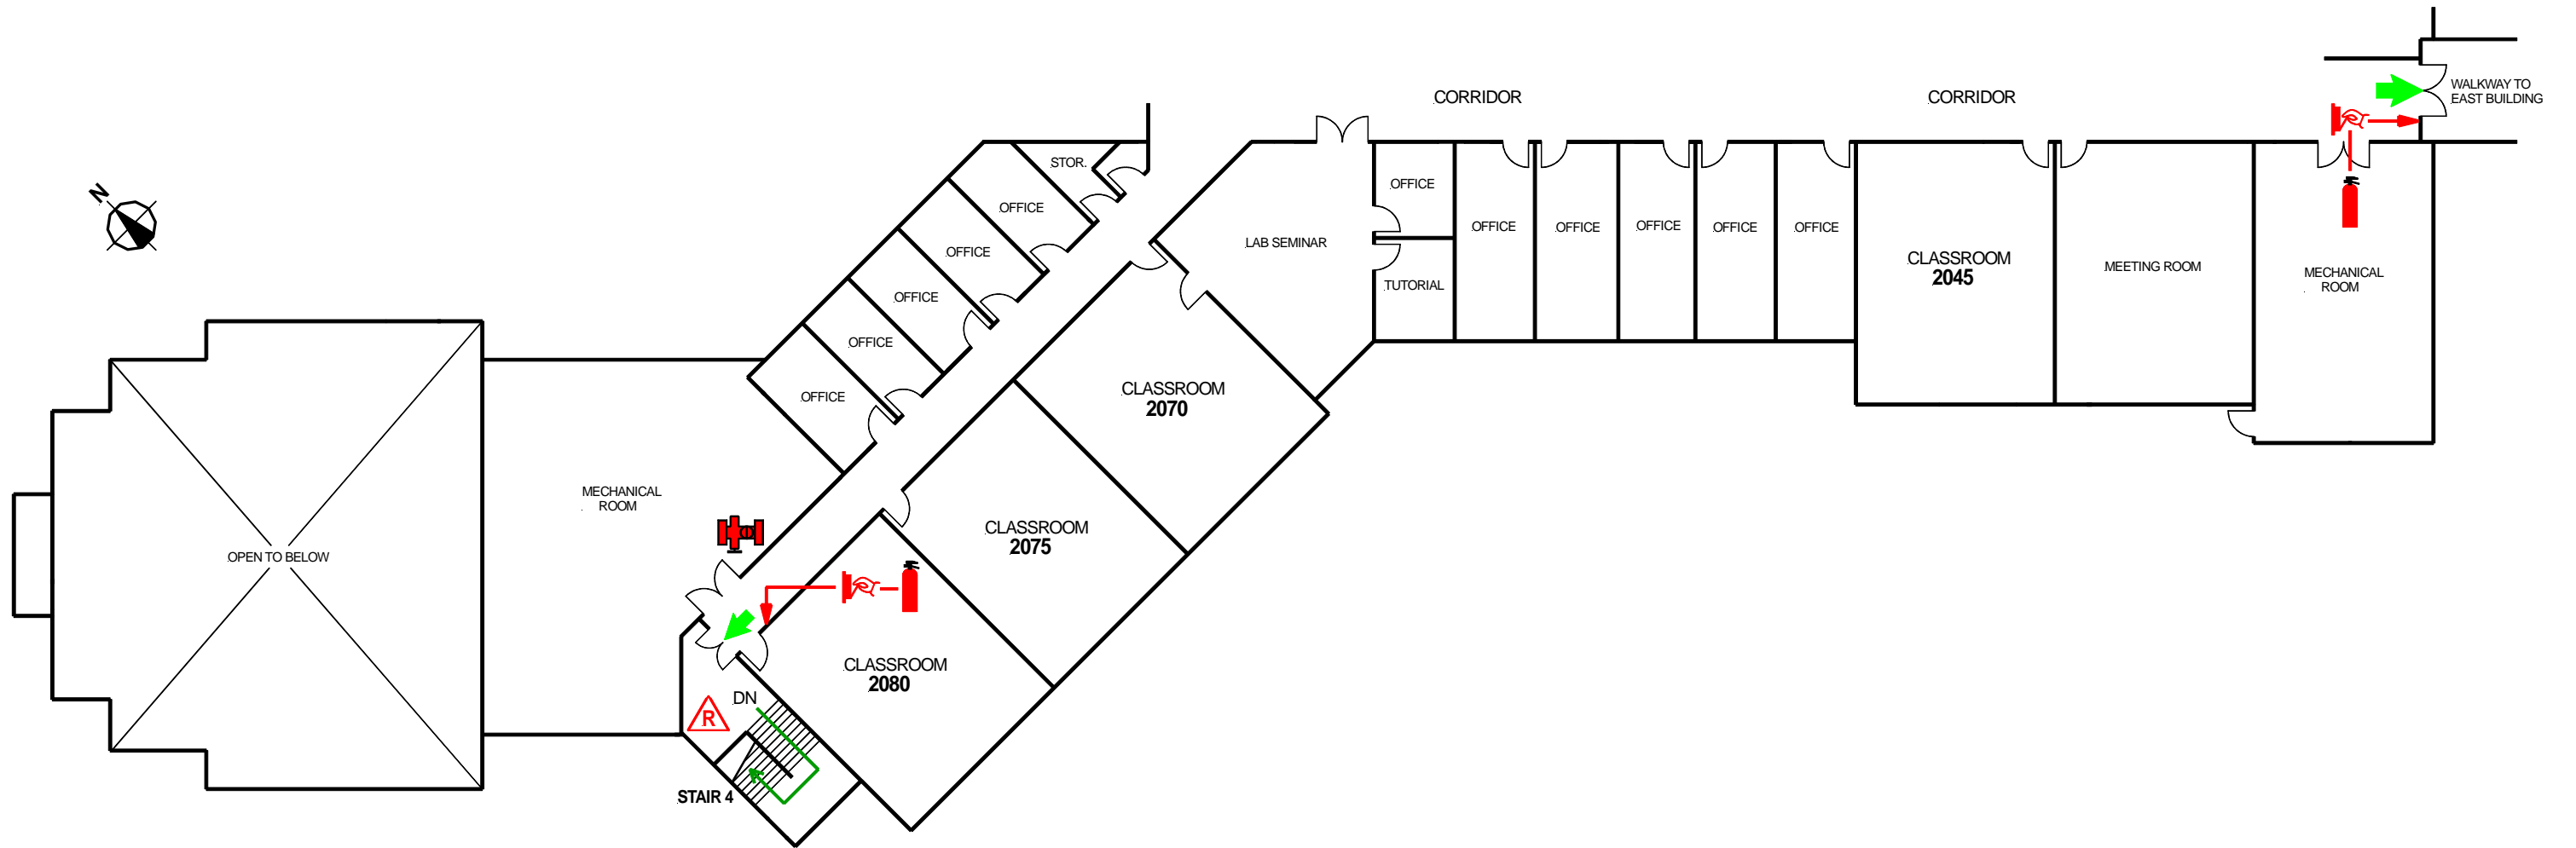 CORRIDOR
CORRIDOR
WALKWAY TO
EAST BUILDING
N
STOR.
OFFICE
OFFICE
OFFICE
OFFICE
OFFICE
LAB SEMINAR
OFFICE
TUTORIAL
OFFICE
OFFICE
OFFICE
OFFICE
OFFICE
CLASSROOM
2045
MEETING ROOM
MECHANICAL
ROOM
CLASSROOM
2070
MECHANICAL
ROOM
CLASSROOM
2075
OPEN TO BELOW
CLASSROOM
2080
DN
R
STAIR 4